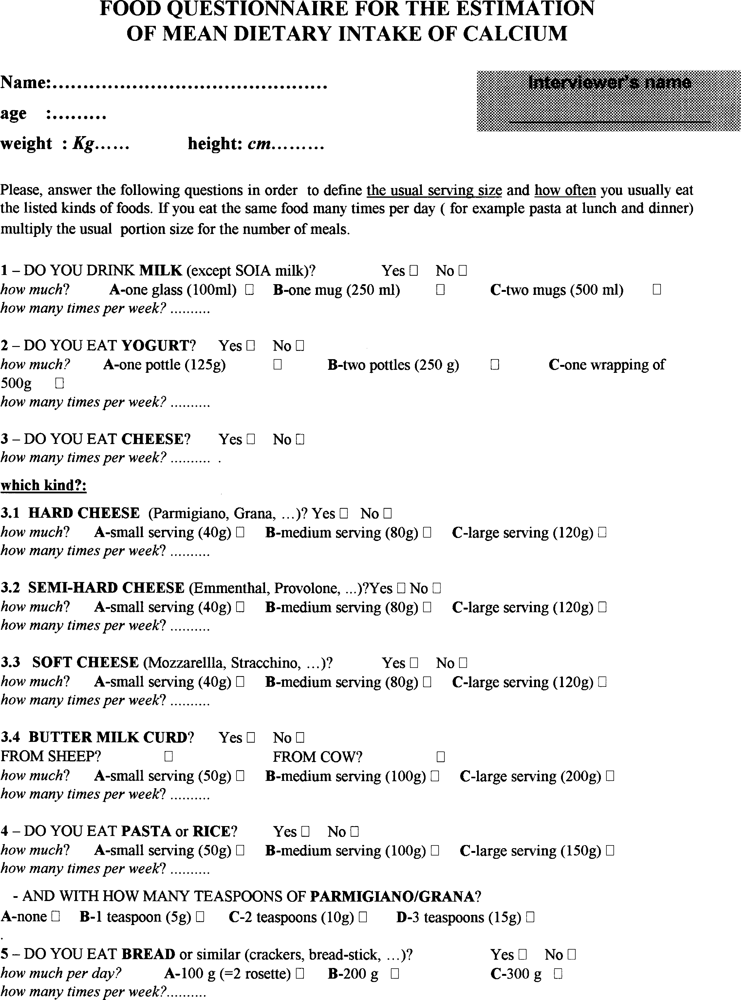 FOOD QUESTIONNAIRE FOR THE ESTIMATION
OF MEAN DIETARY INTAKE OF CALCIUM
Name:.............................................
Interviewer's name
age :.........
weight : Kg...... height: cm.........
Please, answer the following questions in order to define the usual serving size and how often you usually eat
the listed kinds of foods. If you eat the same food many times per day ( for example pasta at lunch and dinner)
multiply the usual portion size for the number of meals.
1 – DO YOU DRINK MILK (except SOIA milk)? Yes □ No □
how much? A-one glass (100ml) □ B-one mug (250 ml) □ C-two mugs (500 ml) □
how many times per week? ..........
2 – DO YOU EAT YOGURT? Yes □ No □
how much? A-one pottle (125g) □ B-two pottles (250 g) □ C-one wrapping of
500g □
how many times per week? ..........
3 – DO YOU EAT CHEESE? Yes □ No □
how many times per week? .......... .
which kind?:
3.1 HARD CHEESE (Parmigiano, Grana, ...)? Yes □ No □
how much? A-small serving (40g) □ B-medium serving (80g) □ C-large serving (120g) □
how many times per week? ..........
3.2 SEMI-HARD CHEESE (Emmenthal, Provolone, ...)?Yes □ No □
how much? A-small serving (40g) □ B-medium serving (80g) □ C-large serving (120g) □
how many times per week? ..........
3.3 SOFT CHEESE (Mozzarellla, Stracchino, ...)? Yes □ No □
how much? A-small serving (40g) □ B-medium serving (80g) □ C-large serving (120g) □
how many times per week? ..........
3.4 BUTTER MILK CURD? Yes □ No □
FROM SHEEP? □ FROM COW? □
how much? A-small serving (50g) □ B-medium serving (100g) □ C-large serving (200g) □
how many times per week? ..........
4 – DO YOU EAT PASTA or RICE? Yes □ No □
how much? A-small serving (50g) □ B-medium serving (100g) □ C-large serving (150g) □
how many times per week? ..........
- AND WITH HOW MANY TEASPOONS OF PARMIGIANO/GRANA?
A-none □ B-1 teaspoon (5g) □ C-2 teaspoons (10g) □ D-3 teaspoons (15g) □
.
5 – DO YOU EAT BREAD or similar (crackers, bread-stick, ...)? Yes □ No □
how much per day? A-100 g (=2 rosette) □ B-200 g □ C-300 g □
how many times per week?..........